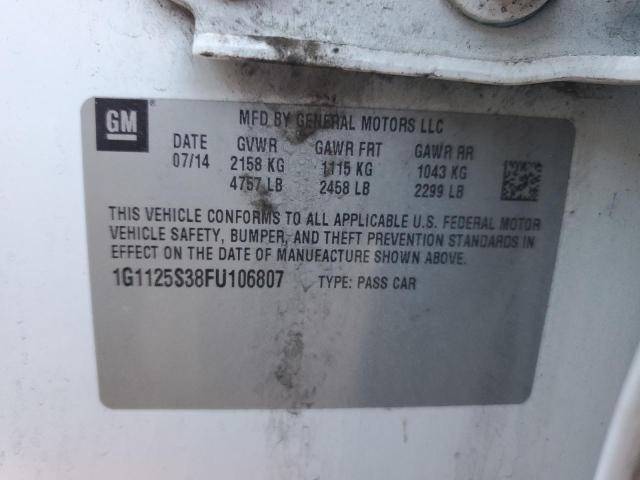 GM
MFD BY GENERAL MOTORS LLC
DATE GVWR GAWR FRT GAWR RR
07/14 2158 KG 1115 KG 1043 KG
4757 LB 2458 LB 2299 LB
THIS VEHICLE CONFORMS TO ALL APPLICABLE U.S. FEDERAL MOTOR
VEHICLE SAFETY, BUMPER, AND THEFT PREVENTION STANDARDS IN
EFFECT ON THE DATE OF MANUFACTURE SHOWN ABOVE.
1G1125S38FU106807 TYPE: PASS CAR